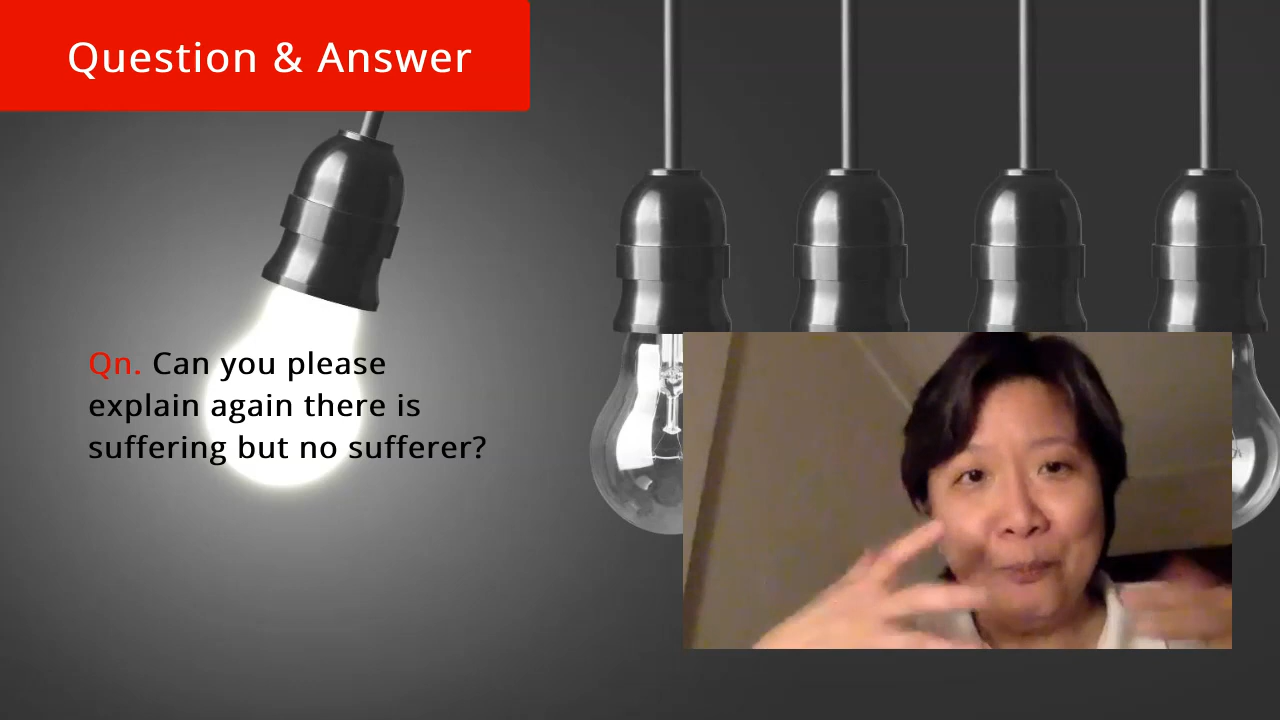 Question & Answer
Qn. Can you please
explain again there is
suffering but no sufferer?